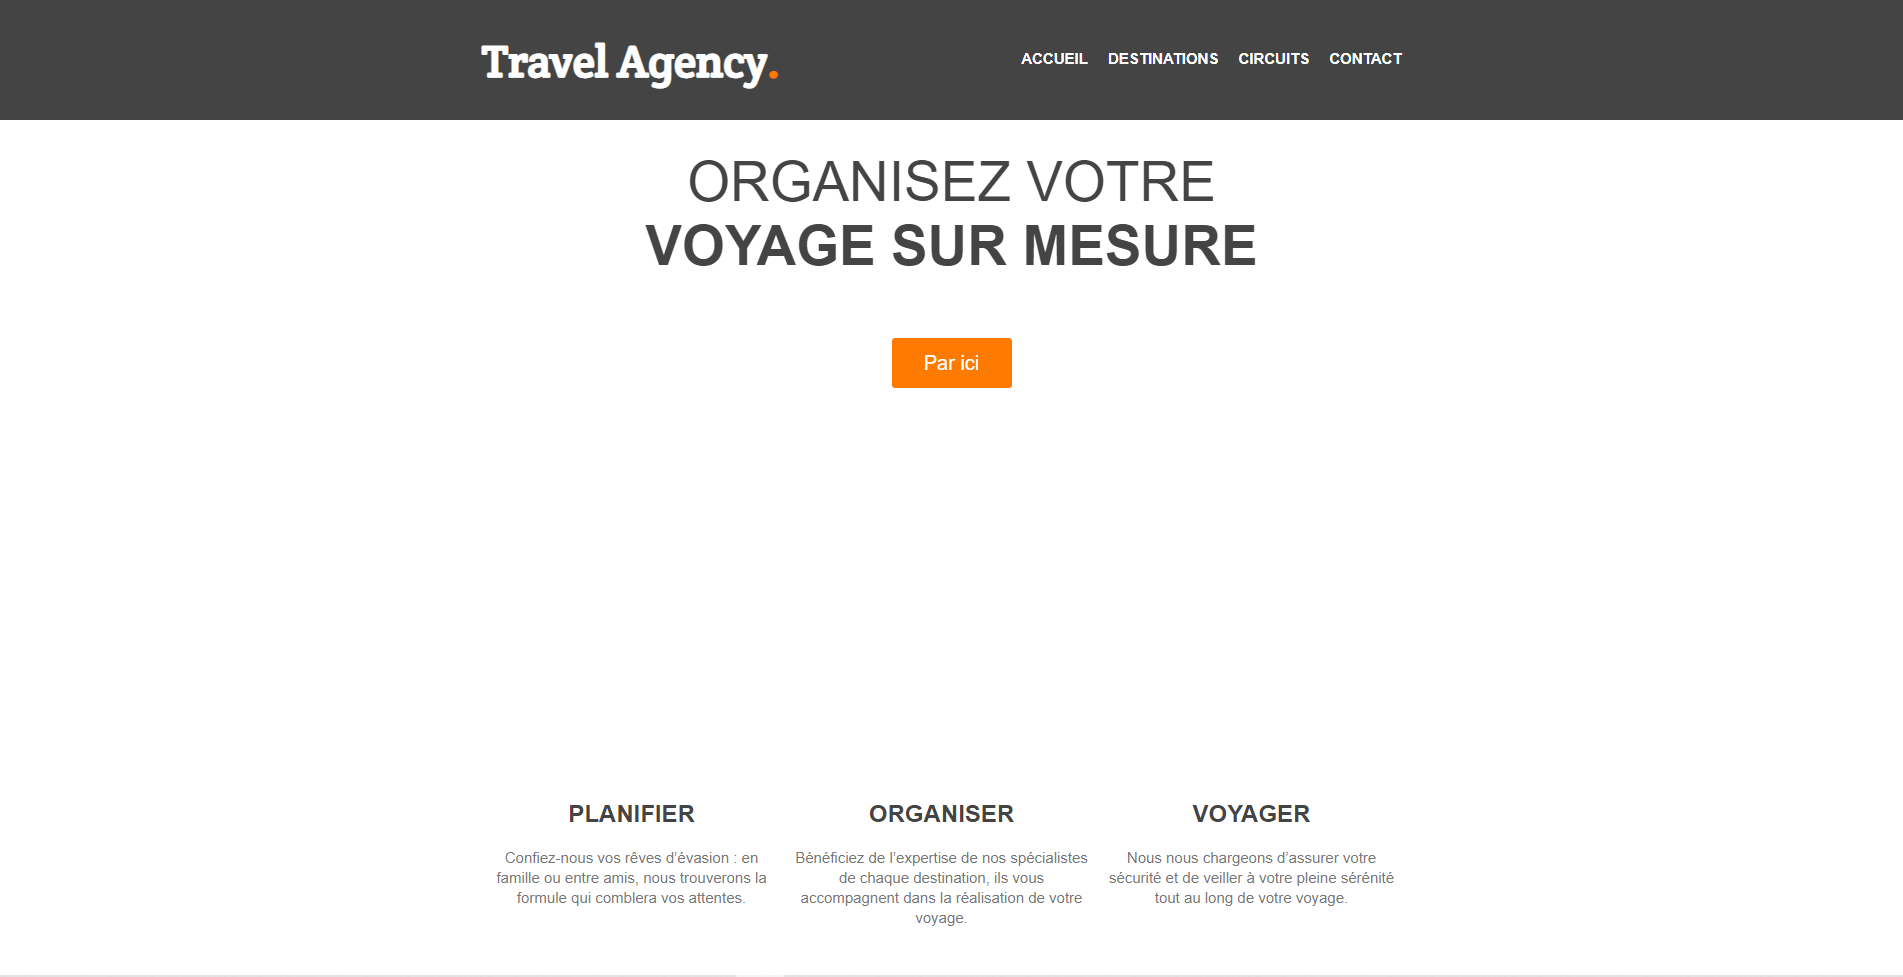 Travel Agency.
ACCUEIL DESTINATIONS CIRCUITS CONTACT
ORGANISEZ VOTRE
VOYAGE SUR MESURE
Par ici
PLANIFIER
Confiez-nous vos rêves d’évasion : en
famille ou entre amis, nous trouverons la
formule qui comblera vos attentes.
ORGANISER
Bénéficiez de l’expertise de nos spécialistes
de chaque destination, ils vous
accompagnent dans la réalisation de votre
voyage.
VOYAGER
Nous nous chargeons d’assurer votre
sécurité et de veiller à votre pleine sérénité
tout au long de votre voyage.